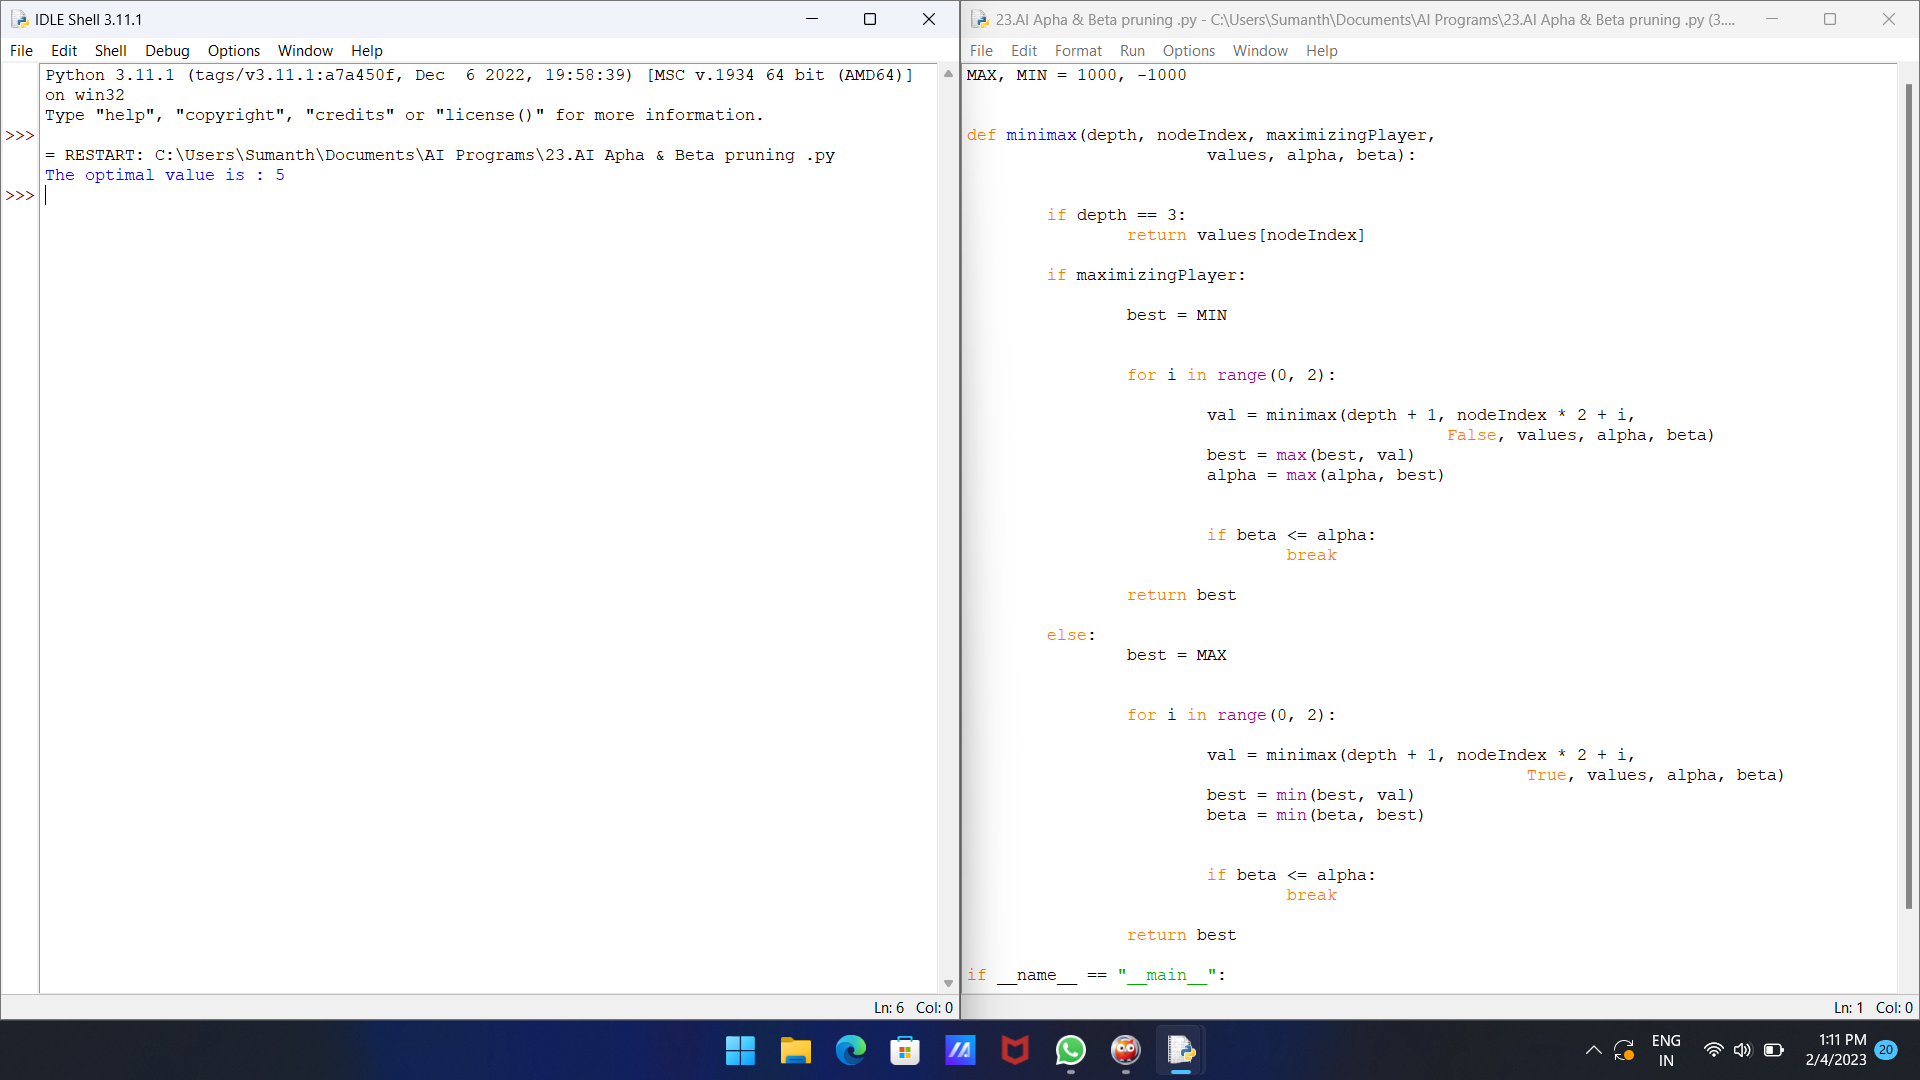 IDLE Shell 3.11.1
File Edit Shell Debug Options Window Help
Python 3.11.1 (tags/v3.11.1:a7a450f, Dec  6 2022, 19:58:39) [MSC v.1934 64 bit (AMD64)]
on win32
Type "help", "copyright", "credits" or "license()" for more information.
>>>
= RESTART: C:\Users\Sumanth\Documents\AI Programs\23.AI Apha & Beta pruning .py
The optimal value is : 5
>>>
Ln: 6 Col: 0
23.AI Apha & Beta pruning .py - C:\Users\Sumanth\Documents\AI Programs\23.AI Apha & Beta pruning .py (3....
File Edit Format Run Options Window Help
MAX, MIN = 1000, -1000
def minimax(depth, nodeIndex, maximizingPlayer,
values, alpha, beta):
if depth == 3:
return values[nodeIndex]
if maximizingPlayer:
best = MIN
for i in range(0, 2):
val = minimax(depth + 1, nodeIndex * 2 + i,
False, values, alpha, beta)
best = max(best, val)
alpha = max(alpha, best)
if beta <= alpha:
break
return best
else:
best = MAX
for i in range(0, 2):
val = minimax(depth + 1, nodeIndex * 2 + i,
True, values, alpha, beta)
best = min(best, val)
beta = min(beta, best)
if beta <= alpha:
break
return best
if __name__ == "__main__":
Ln: 1 Col: 0
ENG
IN
1:11 PM
2/4/2023
20